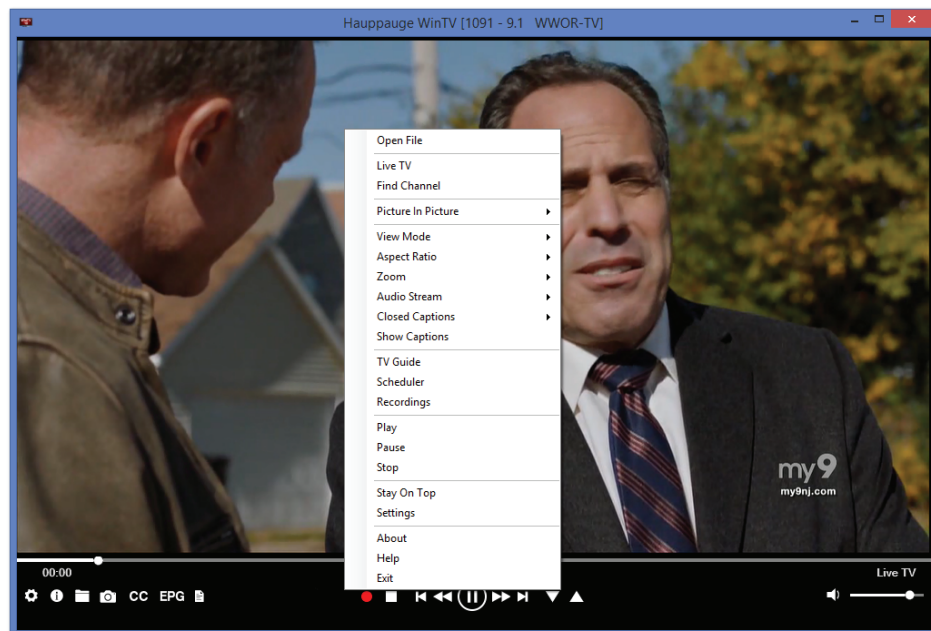 Hauppauge WinTV [1091 - 9.1 WWOR-TV]
Open File
Live TV
Find Channel
Picture In Picture
View Mode
Aspect Ratio
Zoom
Audio Stream
Closed Captions
Show Captions
TV Guide
Scheduler
Recordings
Play
Pause
Stop
Stay On Top
Settings
About
Help
Exit
my9
my9nj.com
00:00
Live TV
CC EPG